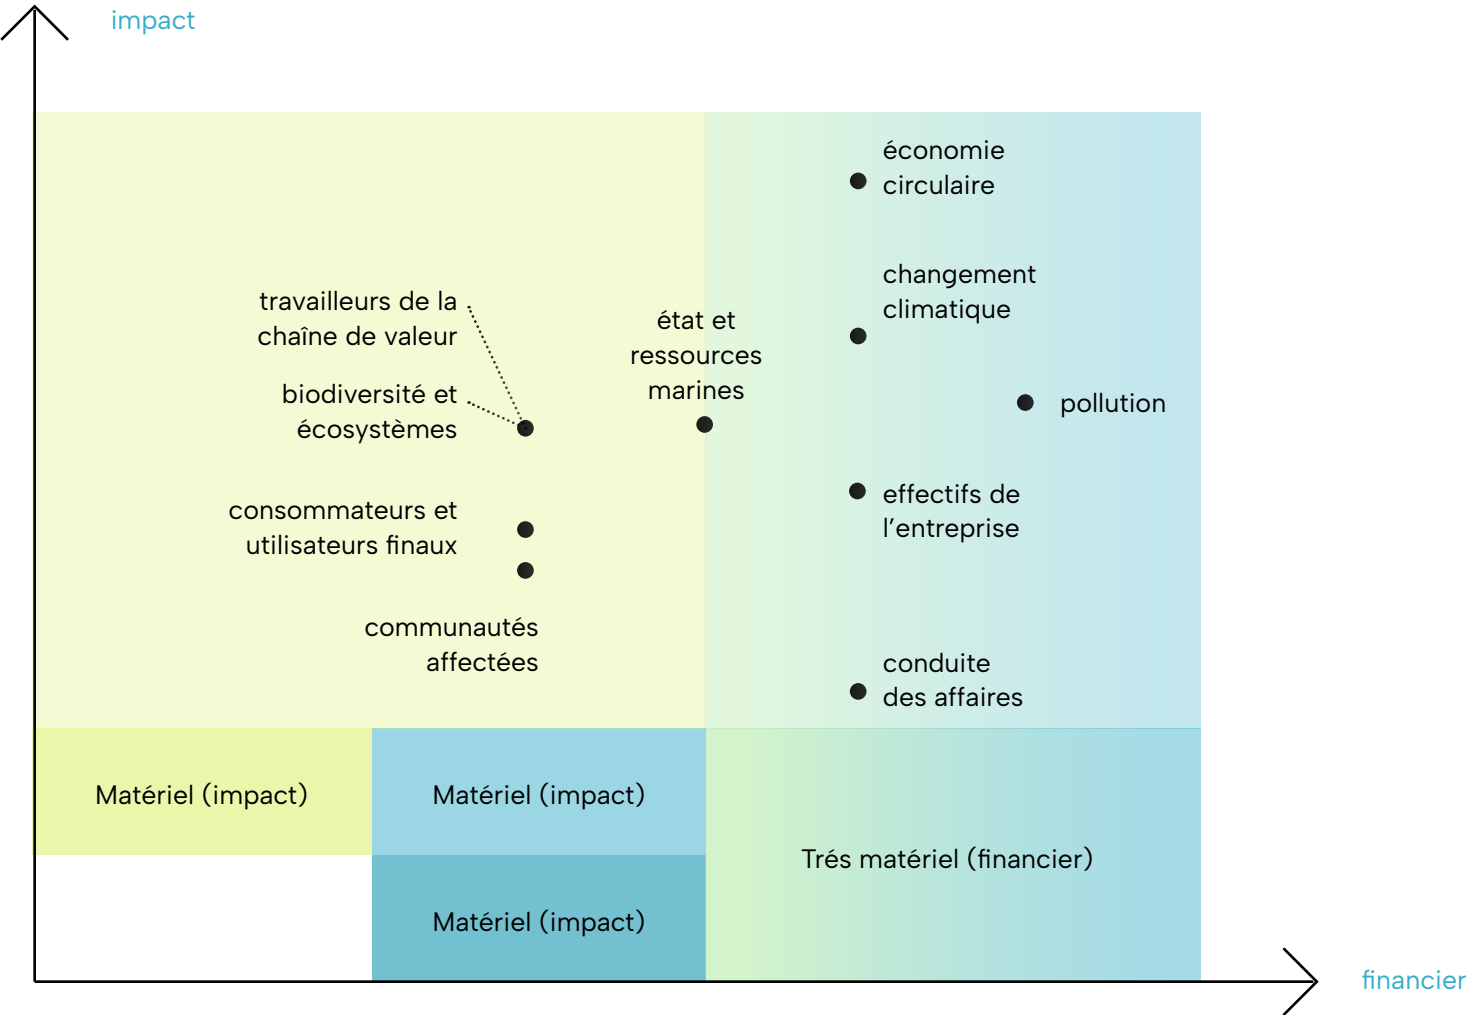 impact
économie
circulaire
changement
climatique
travailleurs de la
chaîne de valeur
état et
ressources
marines
biodiversité et
écosystèmes
pollution
consommateurs et
utilisateurs finaux
effectifs de
l’entreprise
communautés
affectées
conduite
des affaires
Matériel (impact)
Matériel (impact)
Trés matériel (financier)
Matériel (impact)
financier